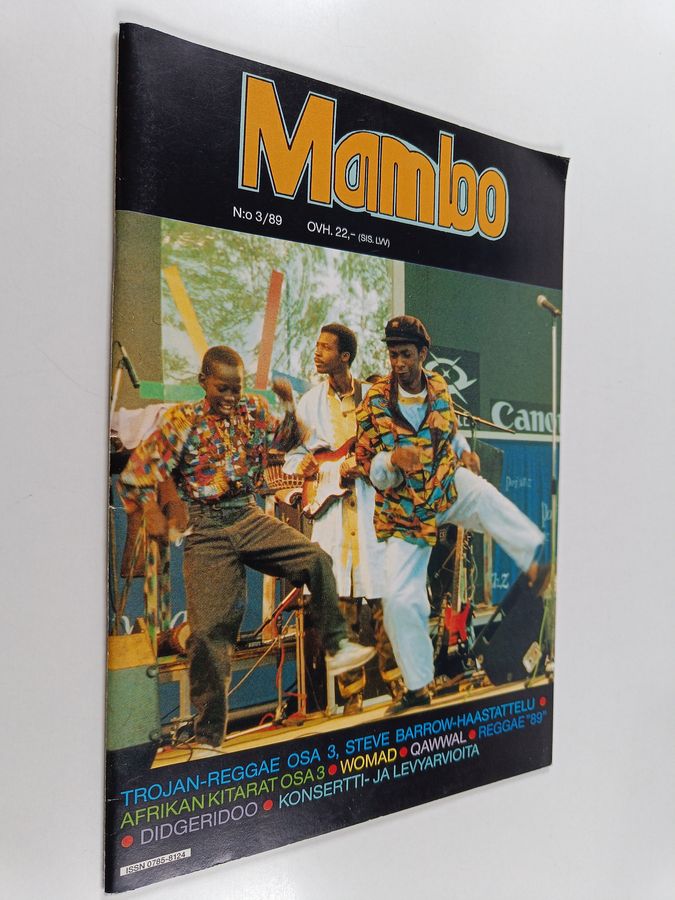 Mambo
N:o 3/89 OVH. 22,- (SIS. LVV)
Canon
TROJAN-REGGAE OSA 3, STEVE BARROW-HAASTATTELU ●
AFRIKAN KITARAT OSA 3 ● WOMAD ● QAWWAL ● REGGAE "89"
● DIDGERIDOO ● KONSERTTI- JA LEVYARVIOITA
ISSN 0785-8124